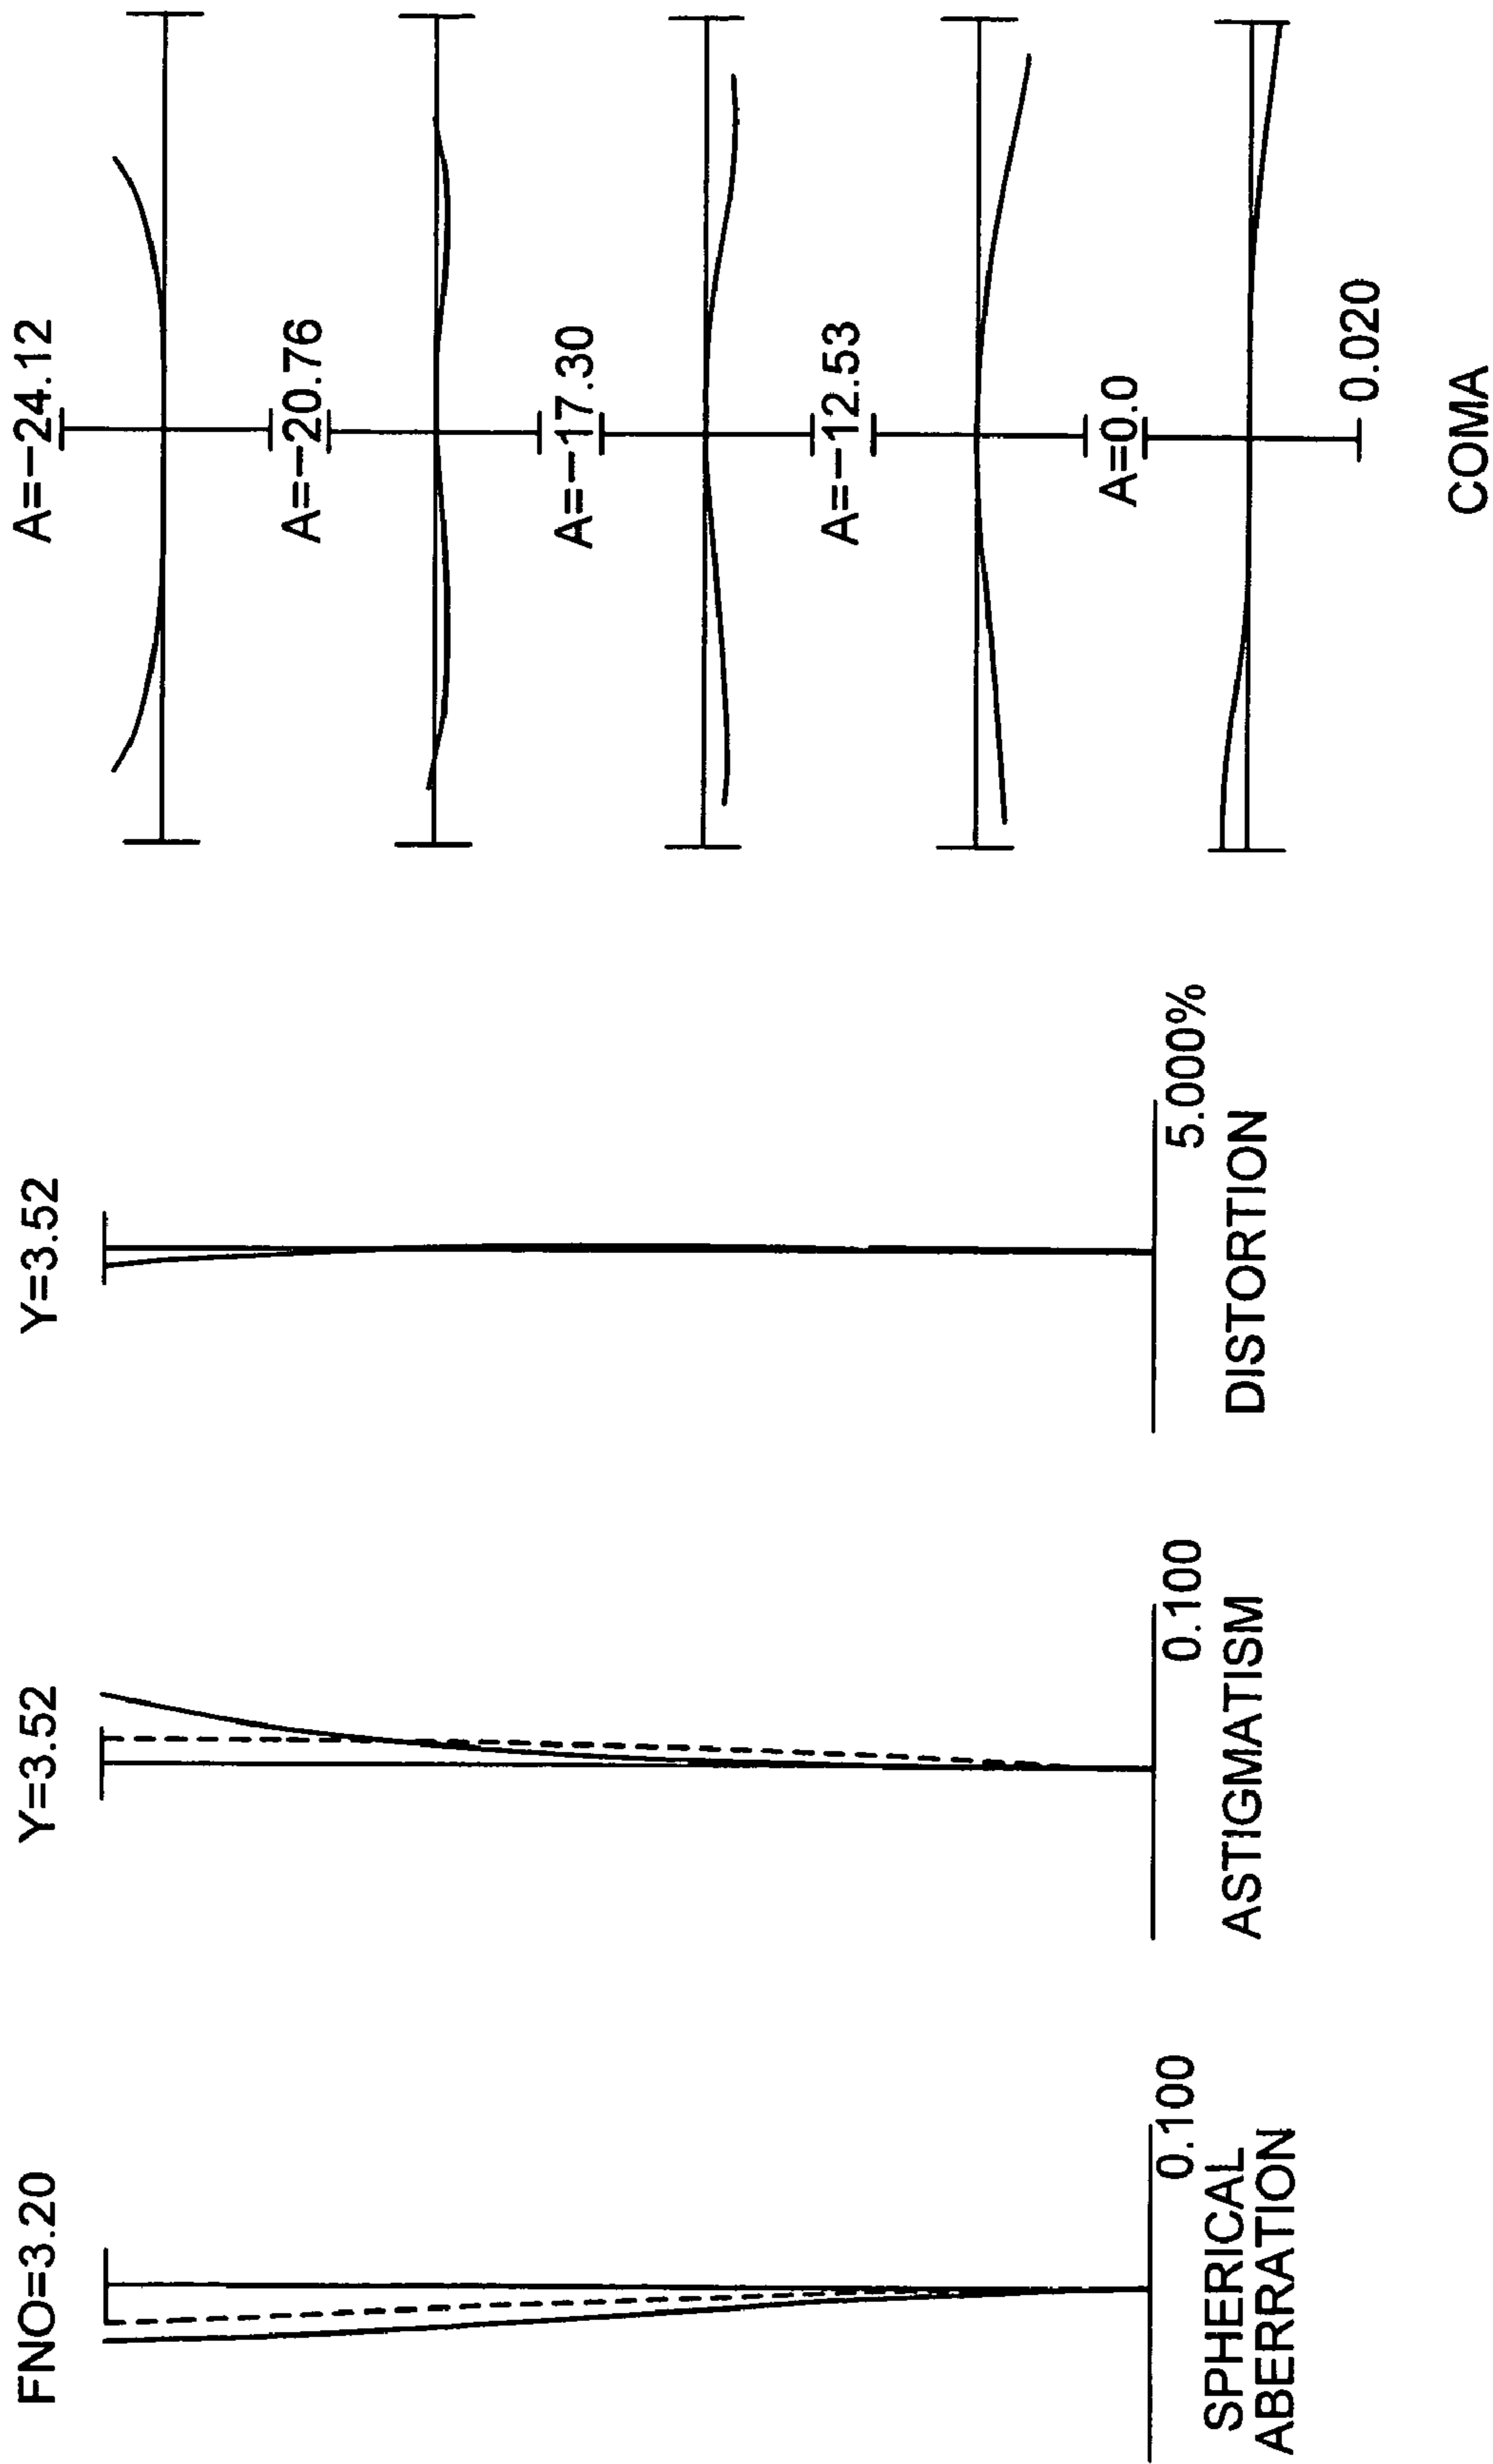 FNO=3.20
0.100
SPHERICAL
ABERRATION
Y=3.52
0.100
ASTIGMATISM
Y=3.52
5.000%
DISTORTION
A=-24.12
A=-20.76
A=-17.30
A=-12.53
A=0.0
0.020
COMA